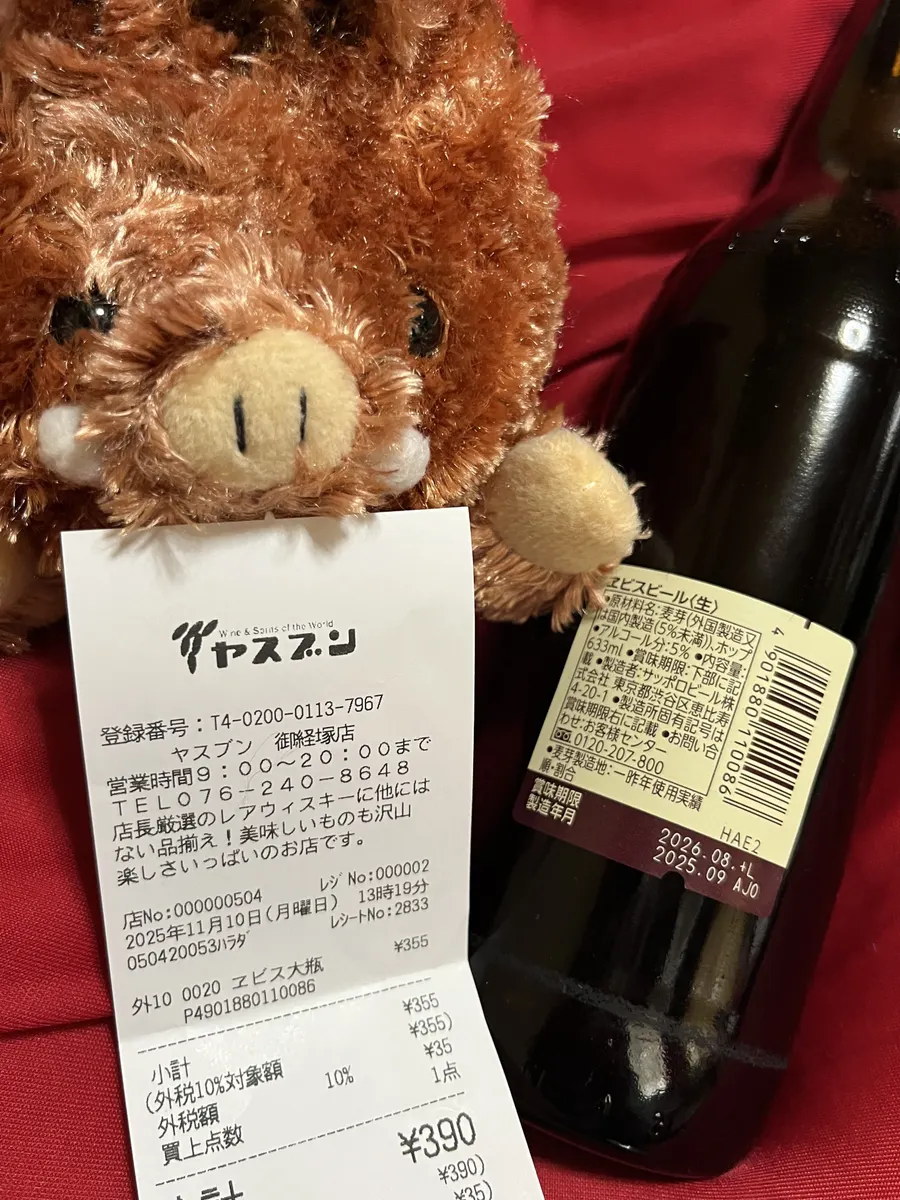 Wine & Spirits of the World
ヤスブン
登録番号:T4-0200-0113-7967
ヤスブン 御経塚店
営業時間9:00~20:00まで
TEL076-240-8648
店長厳選のレアウィスキーに他には
ない品揃え!美味しいものも沢山
楽しさいっぱいのお店です。
店No:000000504 レジNo:000002
2025年11月10日(月曜日) 13時19分
050420053ハラダ レシートNo:2833
外10 0020 ヱビス大瓶 ¥355
P4901880110086
小計 ¥355
(外税10%対象額 ¥355)
外税額 10% ¥35
買上点数 1点
合計 ¥390
¥390)
¥35)
ヱビスビール〈生〉
●原材料名:麦芽(外国製造又
は国内製造(5%未満))、ホップ
●アルコール分:5% ●内容量:
633ml ●賞味期限:下部に記
載 ●製造者:サッポロビール株
式会社 東京都渋谷区恵比寿
4-20-1 ●製造所固有記号は
賞味期限右に記載 ●お問い合
わせ:お客様センター
0120-207-800
●麦芽製造地:一昨年使用実績
順・割合
賞味期限
製造年月
4 901880 110086
HAE2
2026.08.+L
2025.09 AJ0